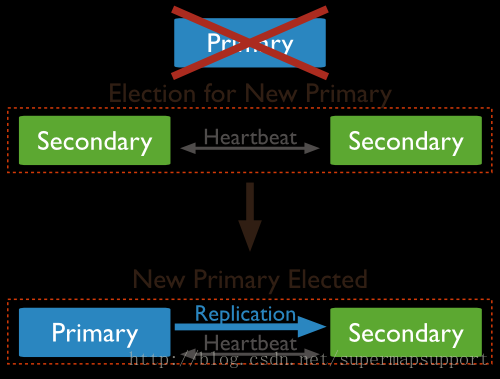 Primary
Election for New Primary
Secondary Heartbeat Secondary
New Primary Elected
Replication
Primary Secondary
Heartbeat
http://blog.csdn.net/supermapsupport